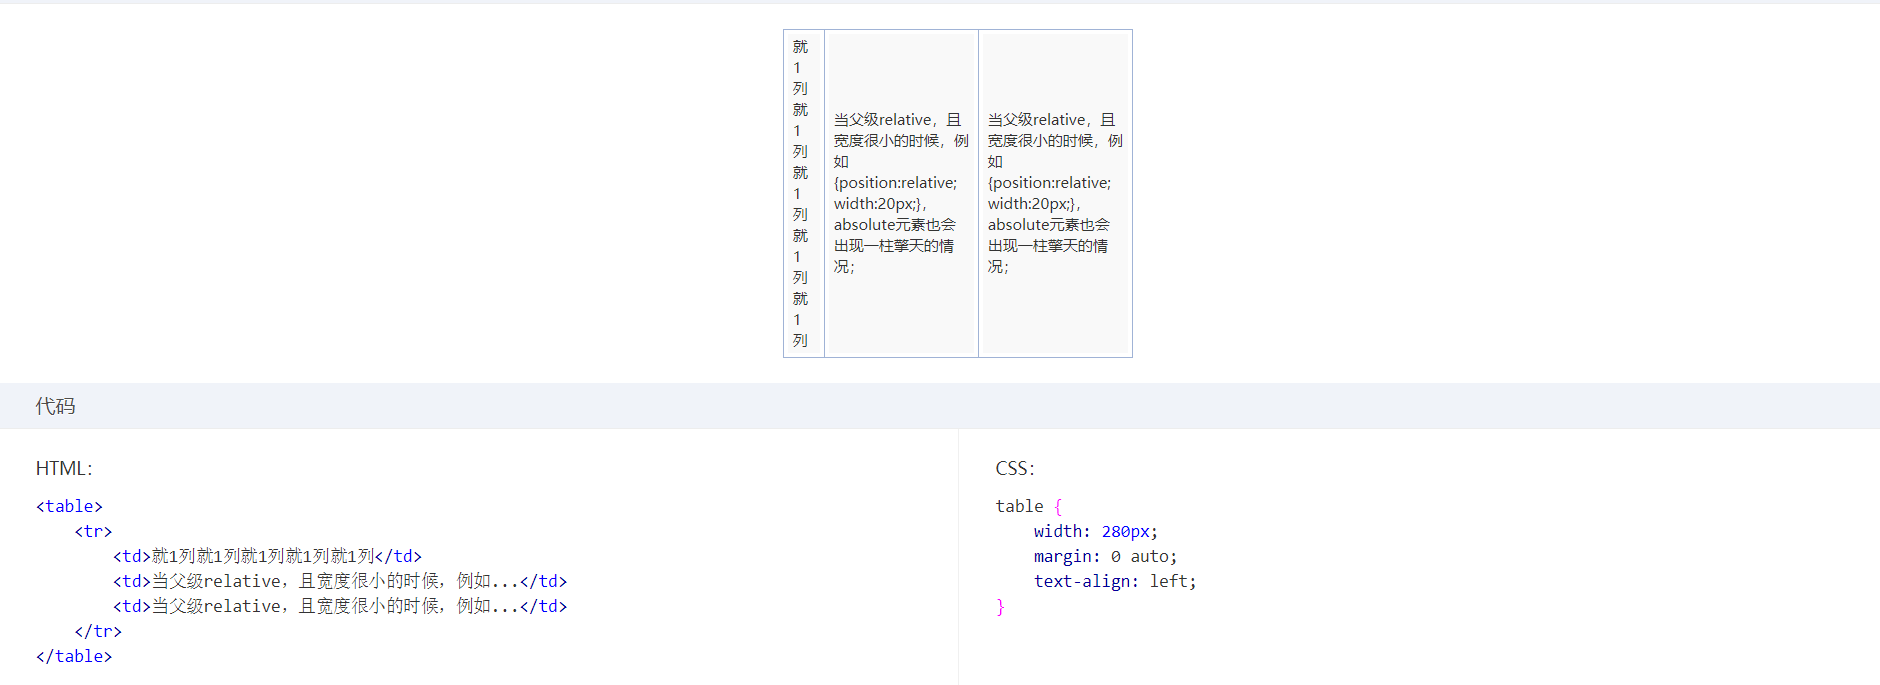 就
1
列
就
1
列
就
1
列
就
1
列
就
1
列
当父级relative，且
宽度很小的时候，例
如
{position:relative;
width:20px;}，
absolute元素也会
出现一柱擎天的情
况；
当父级relative，且
宽度很小的时候，例
如
{position:relative;
width:20px;}，
absolute元素也会
出现一柱擎天的情
况；
代码
HTML:
<table>
    <tr>
        <td>就1列就1列就1列就1列就1列</td>
        <td>当父级relative，且宽度很小的时候，例如...</td>
        <td>当父级relative，且宽度很小的时候，例如...</td>
    </tr>
</table>
CSS:
table {
    width: 280px;
    margin: 0 auto;
    text-align: left;
}